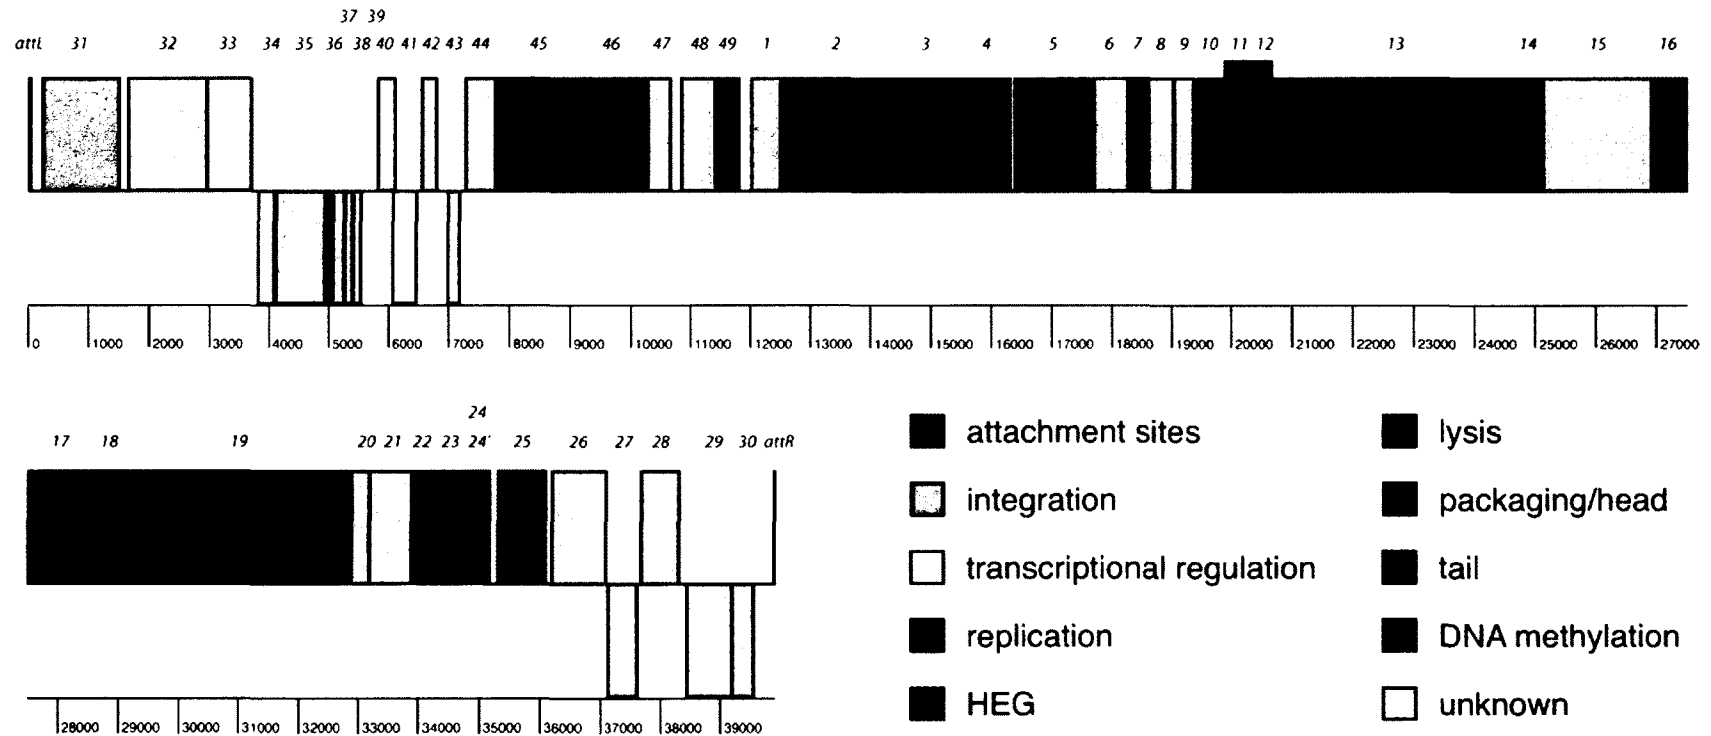 37 39
attL 31 32 33 34 35 36 38 40 41 42 43 44 45 46 47 48 49 1 2 3 4 5 6 7 8 9 10 11 12 13 14 15 16
0 1000 2000 3000 4000 5000 6000 7000 8000 9000 10000 11000 12000 13000 14000 15000 16000 17000 18000 19000 20000 21000 22000 23000 24000 25000 26000 27000
24
17 18 19 20 21 22 23 24' 25 26 27 28 29 30 attR
28000 29000 30000 31000 32000 33000 34000 35000 36000 37000 38000 39000
attachment sites
integration
transcriptional regulation
replication
HEG
lysis
packaging/head
tail
DNA methylation
unknown